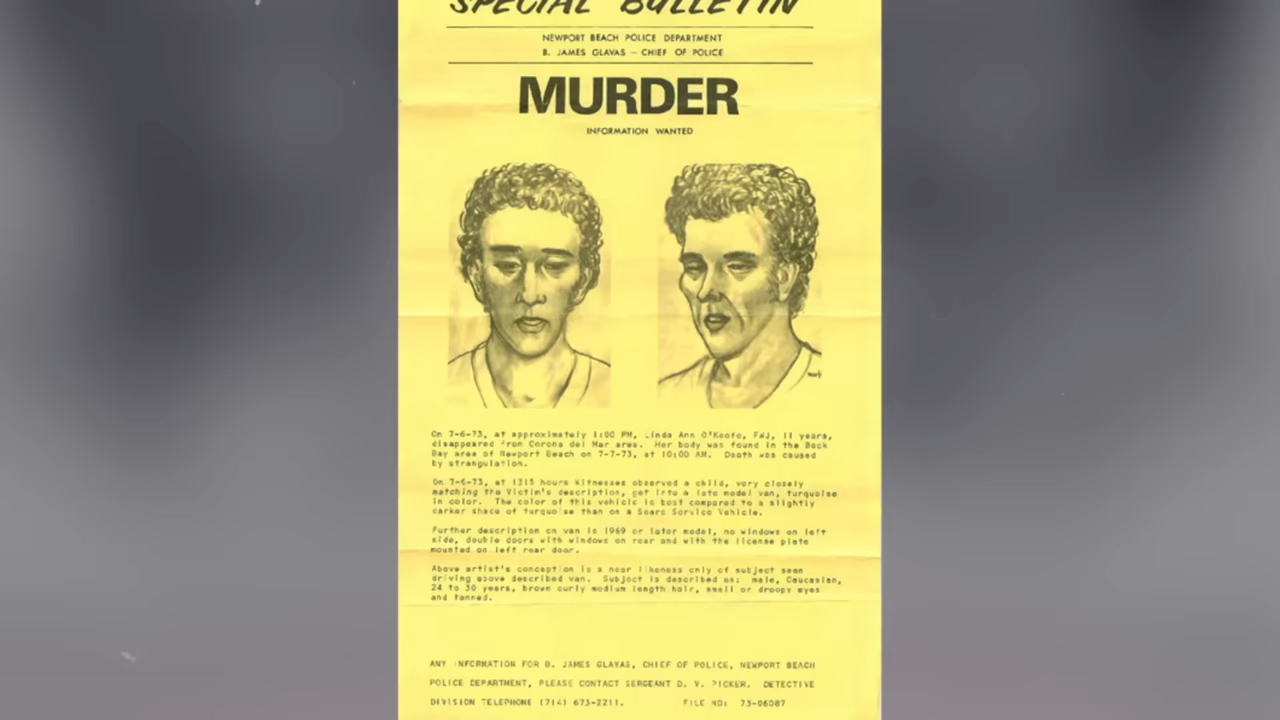 SPECIAL BULLETIN
NEWPORT BEACH POLICE DEPARTMENT
B. JAMES GLAVAS – CHIEF OF POLICE
MURDER
INFORMATION WANTED
On 7-6-73, at approximately 1:00 PM, Linda Ann O'Keefe, FWJ, 11 years,
disappeared from Corona del Mar area. Her body was found in the Back
Bay area of Newport Beach on 7-7-73, at 10:00 AM. Death was caused
by strangulation.
On 7-6-73, at 1315 hours Witnesses observed a child, very closely
matching the Victim's description, get into a late model van, turquoise
in color. The color of this vehicle is best compared to a slightly
darker shade of turquoise than on a Sears Service Vehicle.
Further description on van is 1969 or later model, no windows on left
side, double doors with windows on rear and with the license plate
mounted on left rear door.
Above artist's conception is a near likeness only of subject seen
driving above described van. Subject is described as: male, Caucasian,
24 to 30 years, brown curly medium length hair, small or droopy eyes
and tanned.
ANY INFORMATION FOR B. JAMES GLAVAS, CHIEF OF POLICE, NEWPORT BEACH
POLICE DEPARTMENT, PLEASE CONTACT SERGEANT D. V. PICKER. DETECTIVE
DIVISION TELEPHONE (714) 673-2211. FILE NO: 73-06087